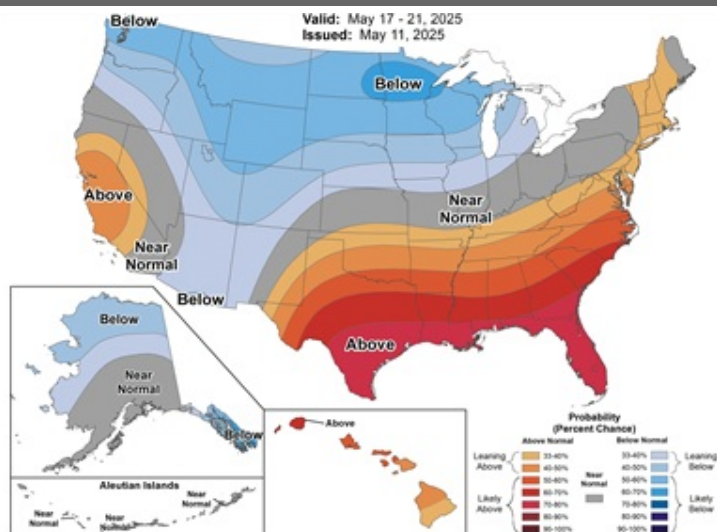 Valid: May 17 - 21, 2025
Issued: May 11, 2025
Below
Below
Above
Near
Normal
Near
Normal
Below
Above
Below
Near
Normal
Below
Aleutian Islands
Near
Normal
Near
Normal
Near
Normal
Above
Probability
(Percent Chance)
Above Normal
Below Normal
Leaning
Above
33-40%
40-50%
50-60%
60-70%
70-80%
80-90%
90-100%
Likely
Above
Near
Normal
33-40%
40-50%
50-60%
60-70%
70-80%
80-90%
90-100%
Leaning
Below
Likely
Below